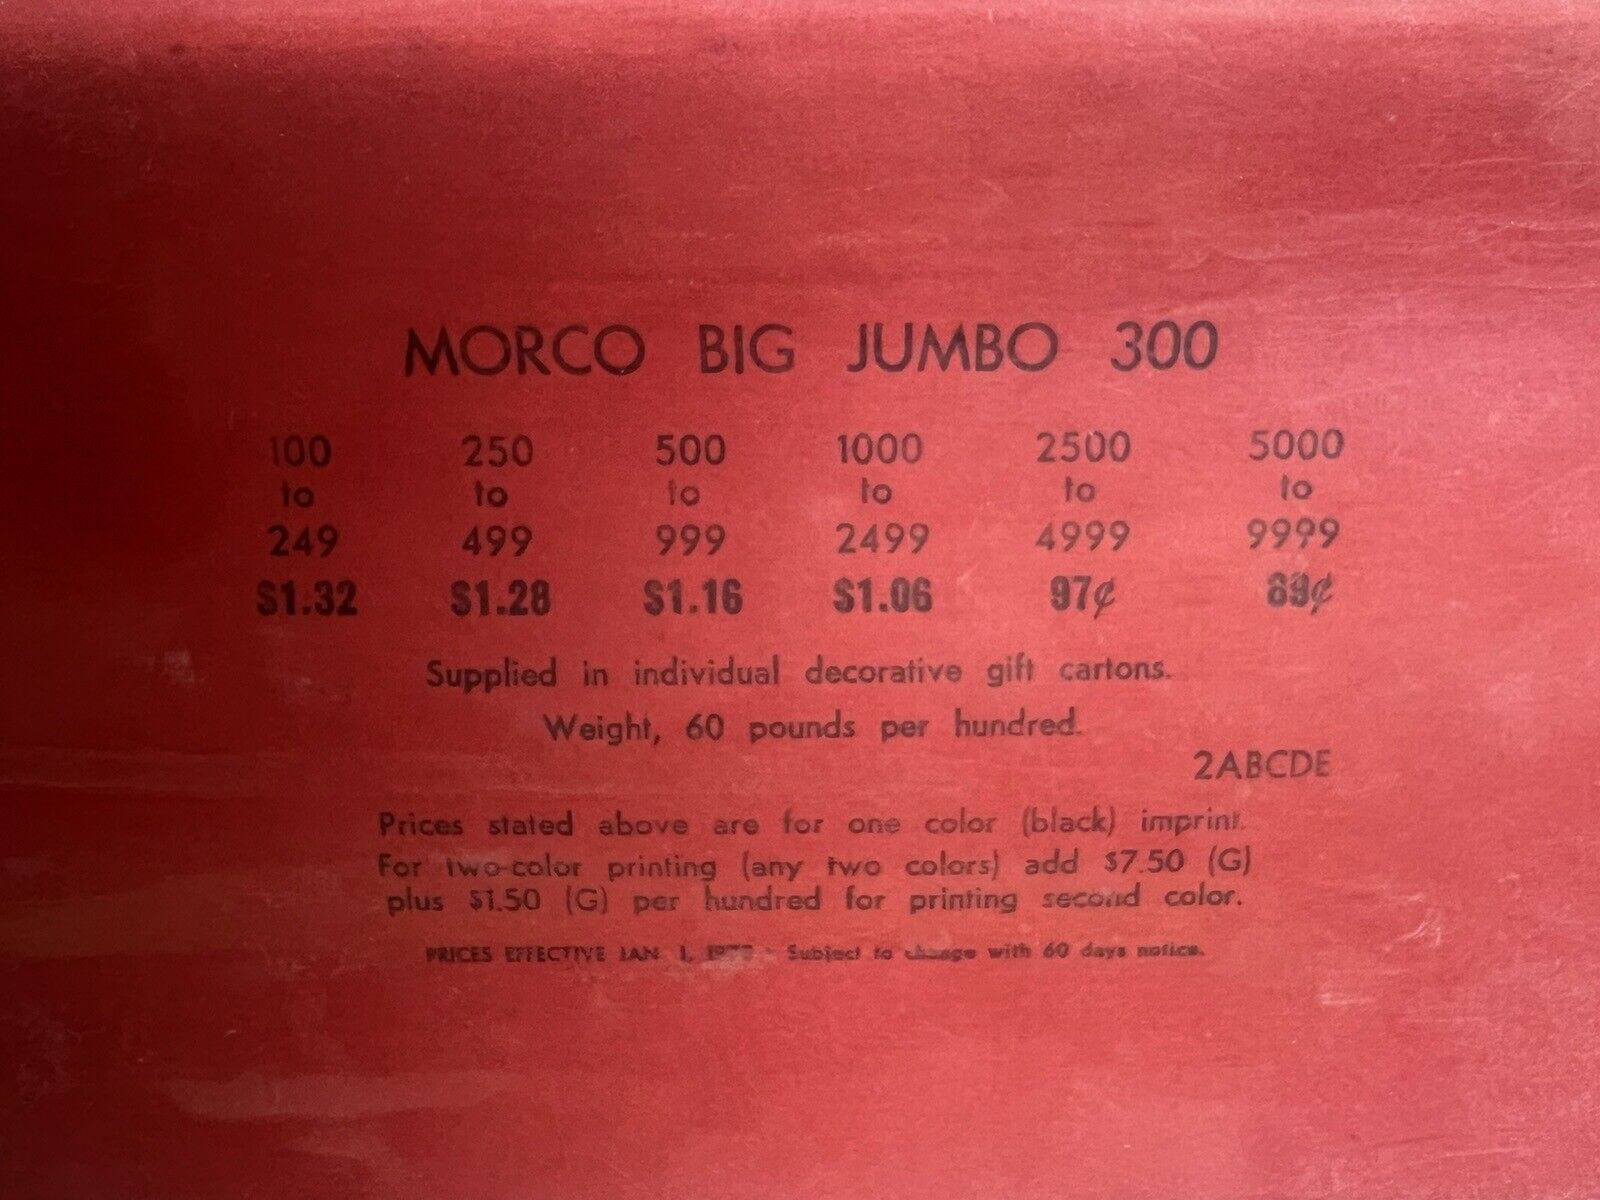 MORCO BIG JUMBO 300
100 250 500 1000 2500 5000
to to to to to to
249 499 999 2499 4999 9999
$1.32 $1.28 $1.16 $1.06 97¢ 89¢
Supplied in individual decorative gift cartons.
Weight, 60 pounds per hundred.
2ABCDE
Prices stated above are for one color (black) imprint.
For two-color printing (any two colors) add $7.50 (G)
plus $1.50 (G) per hundred for printing second color.
PRICES EFFECTIVE JAN. 1, Subject to change with 60 days notice.